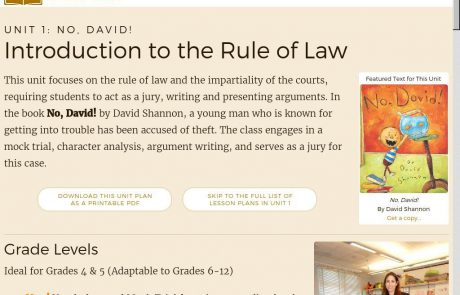 UNIT 1: NO, DAVID!
Introduction to the Rule of Law
This unit focuses on the rule of law and the impartiality of the courts,
requiring students to act as a jury, writing and presenting arguments. In
the book No, David! by David Shannon, a young man who is known for
getting into trouble has been accused of theft. The class engages in a
mock trial, character analysis, argument writing, and serves as a jury for
this case.
Featured Text for This Unit
No, David!
by David Shannon
No, David!
By David Shannon
Get a copy...
DOWNLOAD THIS UNIT PLAN
AS A PRINTABLE PDF
SKIP TO THE FULL LIST OF
LESSON PLANS IN UNIT 1
Grade Levels
Ideal for Grades 4 & 5 (Adaptable to Grades 6-12)